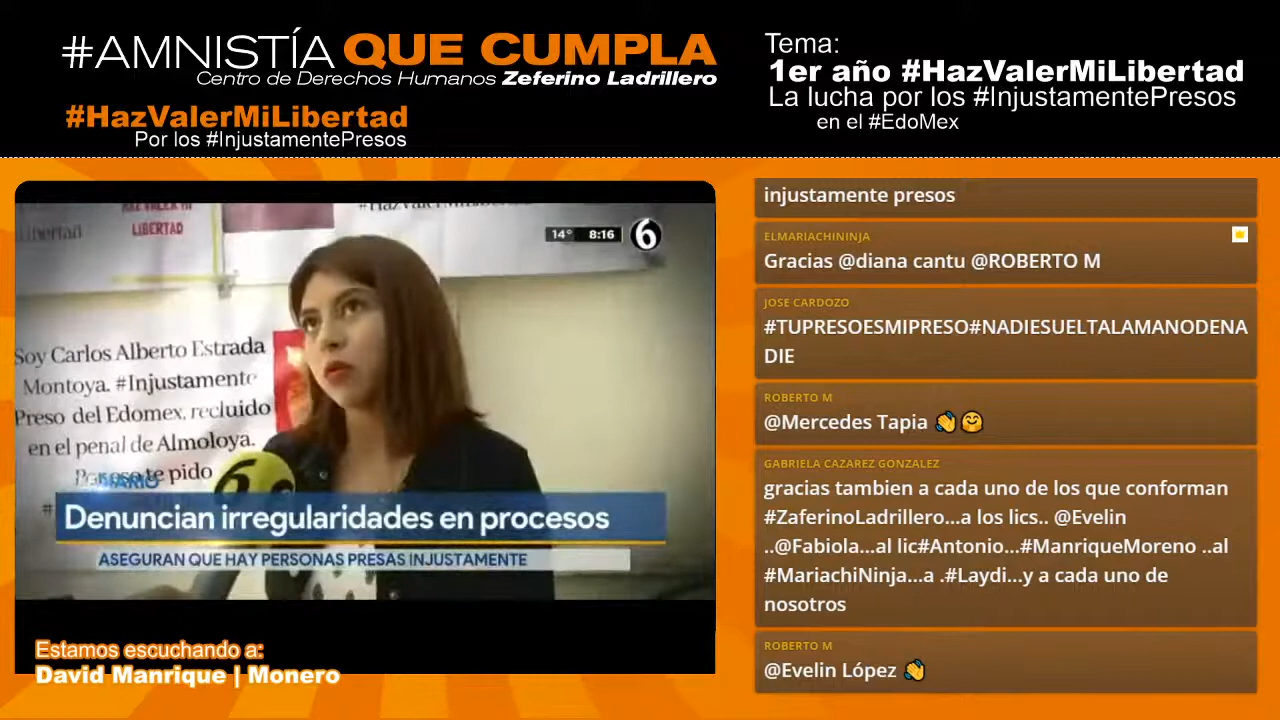 #AMNISTÍA QUE CUMPLA
Centro de Derechos Humanos Zeferino Ladrillero
#HazValerMiLibertad
Por los #InjustamentePresos
Tema:
1er año #HazValerMiLibertad
La lucha por los #InjustamentePresos
en el #EdoMex
LIBERTAD
14° 8:16 6
Soy Carlos Alberto Estrada
Montoya. #Injustamente
Preso del Edomex, recluido
en el penal de Almoloya.
te pido
Denuncian irregularidades en procesos
ASEGURAN QUE HAY PERSONAS PRESAS INJUSTAMENTE
Estamos escuchando a:
David Manrique | Monero
injustamente presos
ELMARIACHININJA
Gracias @diana cantu @ROBERTO M
JOSE CARDOZO
#TUPRESOESMIPRESO#NADIESUELTALAMANODENA
DIE
ROBERTO M
@Mercedes Tapia 👏🤗
GABRIELA CAZAREZ GONZALEZ
gracias tambien a cada uno de los que conforman
#ZaferinoLadrillero...a los lics.. @Evelin
..@Fabiola...al lic#Antonio...#ManriqueMoreno ..al
#MariachiNinja...a .#Laydi...y a cada uno de
nosotros
ROBERTO M
@Evelin López 👏